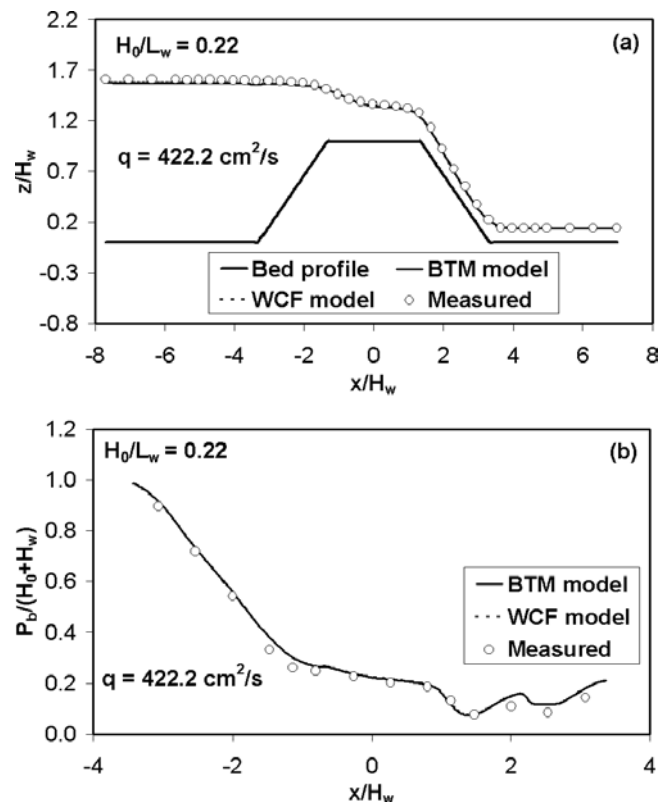 H0/Lw = 0.22
(a)
q = 422.2 cm²/s
z/Hw
2.2
1.7
1.2
0.7
0.2
-0.3
-0.8
Bed profile
BTM model
WCF model
Measured
-8 -6 -4 -2 0 2 4 6 8
x/Hw
H0/Lw = 0.22
(b)
q = 422.2 cm²/s
Pb/(H0+Hw)
1.2
1.0
0.8
0.6
0.4
0.2
0.0
BTM model
WCF model
Measured
-4 -2 0 2 4
x/Hw